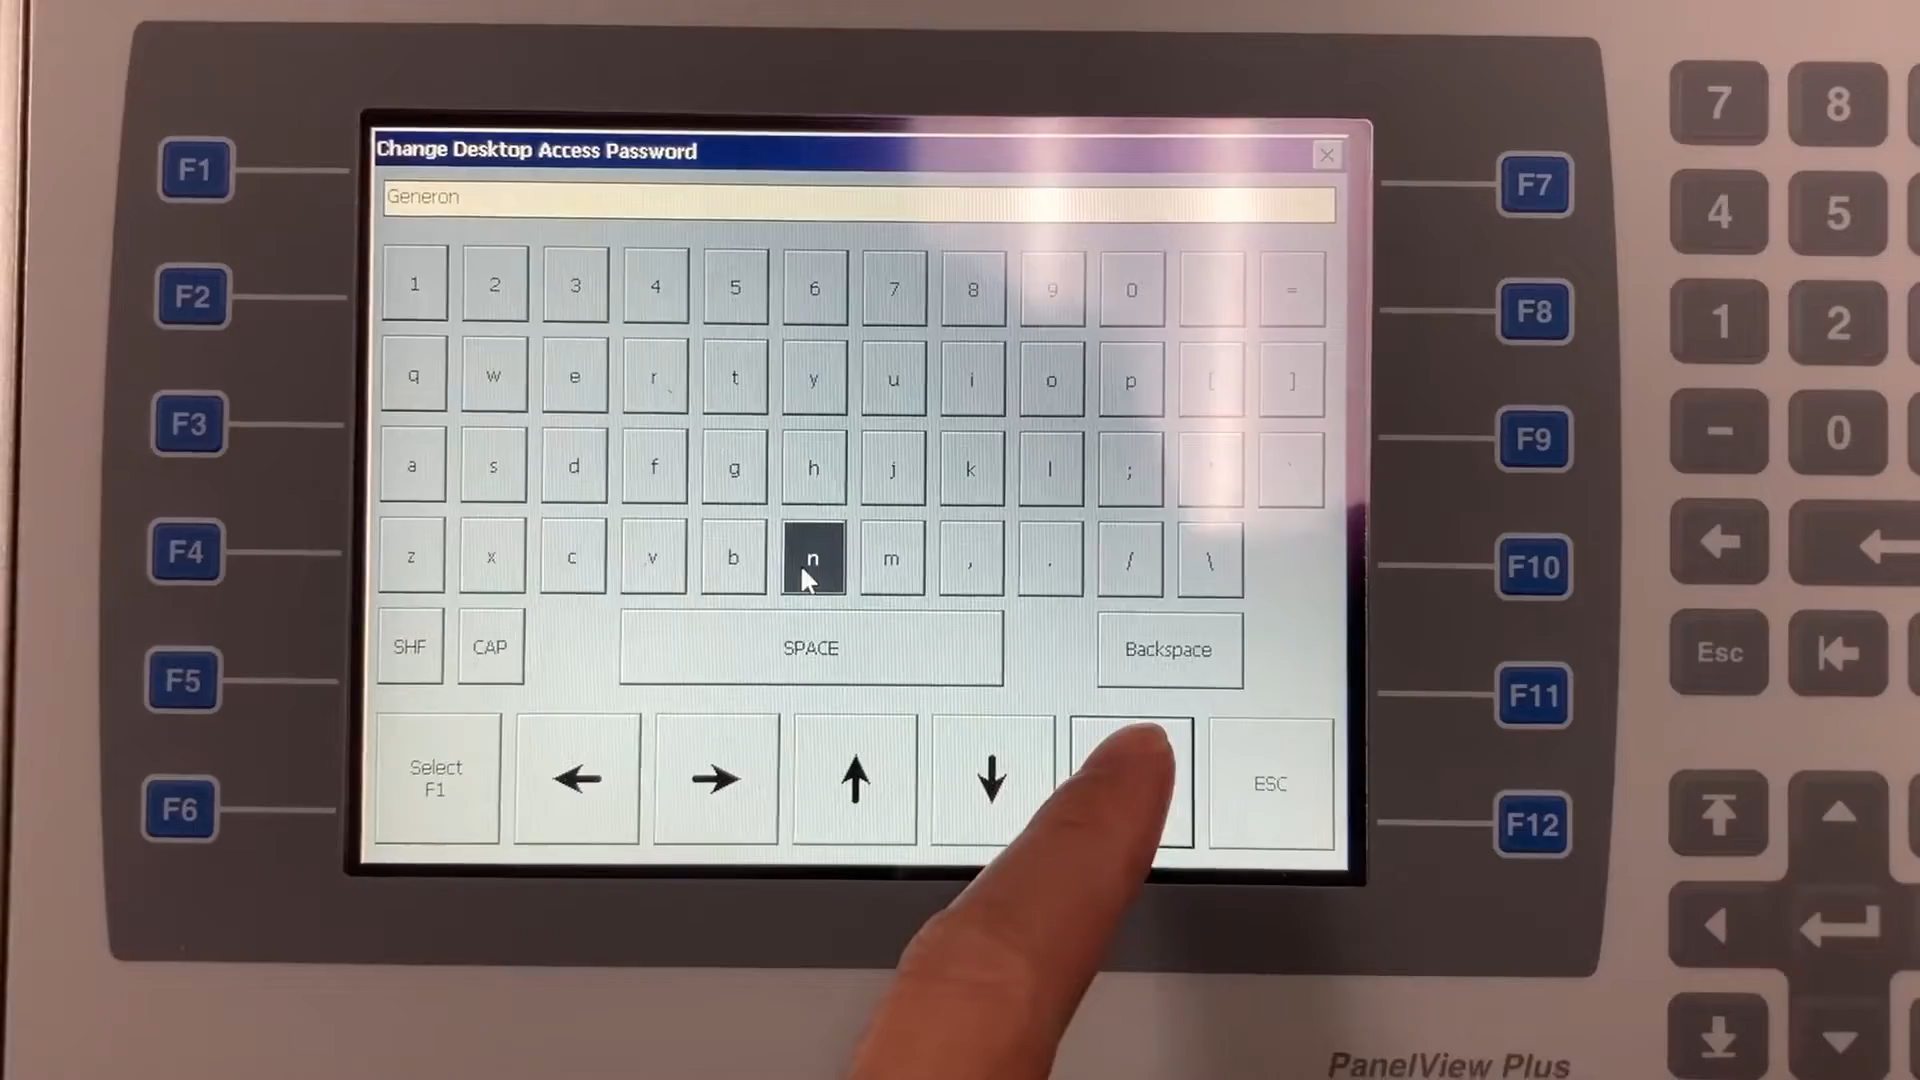 Change Desktop Access Password
Generon
1 2 3 4 5 6 7 8 9 0 =
q w e r t y u i o p [ ]
a s d f g h j k l ; ' `
z x c v b n m , . / \
SHF CAP SPACE Backspace
Select
F1
ESC
F1
F2
F3
F4
F5
F6
F7
F8
F9
F10
F11
F12
7 8
4 5
1 2
- 0
Esc
PanelView Plus